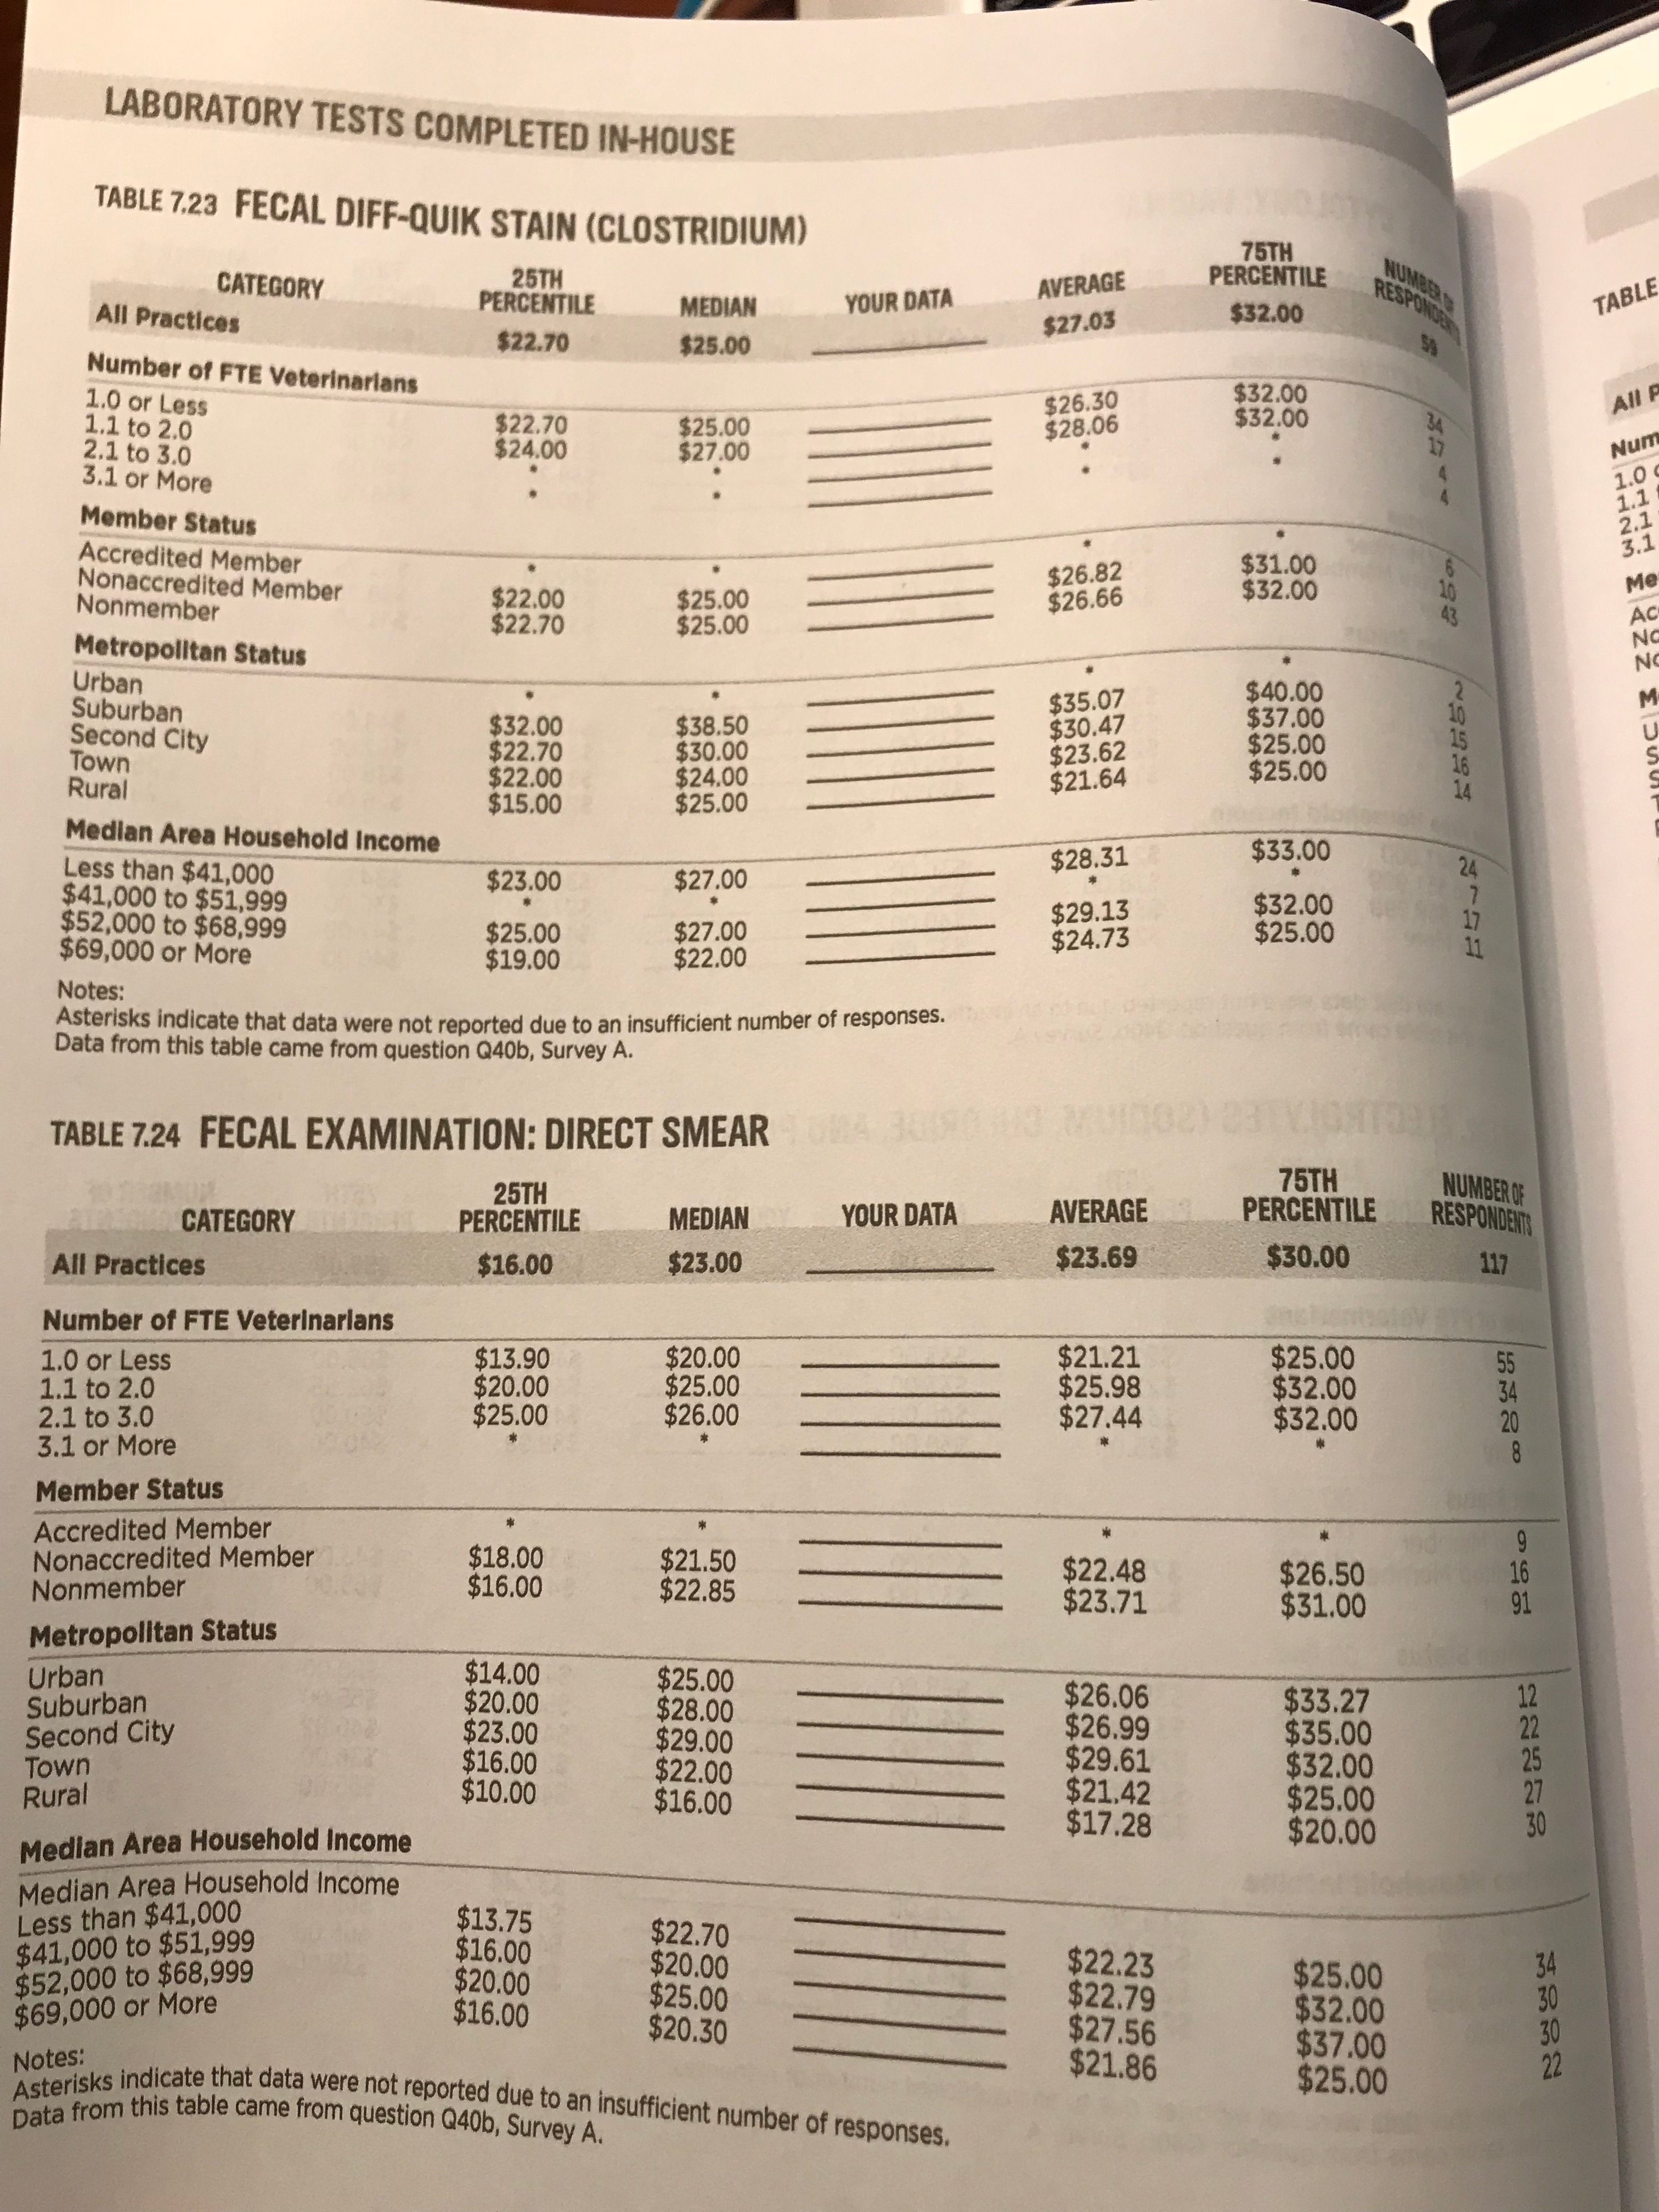 LABORATORY TESTS COMPLETED IN-HOUSE
TABLE 7.23 FECAL DIFF-QUIK STAIN (CLOSTRIDIUM)
CATEGORY 25TH PERCENTILE MEDIAN YOUR DATA AVERAGE 75TH PERCENTILE NUMBER OF RESPONDENTS
All Practices $22.70 $25.00 $27.03 $32.00 59
Number of FTE Veterinarians
1.0 or Less $22.70 $25.00 $26.30 $32.00 34
1.1 to 2.0 $24.00 $27.00 $28.06 $32.00 17
2.1 to 3.0 * * * * 4
3.1 or More * * * * 4
Member Status
Accredited Member * * * * 6
Nonaccredited Member $22.00 $25.00 $26.82 $31.00 10
Nonmember $22.70 $25.00 $26.66 $32.00 43
Metropolitan Status
Urban * * * * 2
Suburban $32.00 $38.50 $35.07 $40.00 10
Second City $22.70 $30.00 $30.47 $37.00 15
Town $22.00 $24.00 $23.62 $25.00 16
Rural $15.00 $25.00 $21.64 $25.00 14
Median Area Household Income
Less than $41,000 $23.00 $27.00 $28.31 $33.00 24
$41,000 to $51,999 * * * * 7
$52,000 to $68,999 $25.00 $27.00 $29.13 $32.00 17
$69,000 or More $19.00 $22.00 $24.73 $25.00 11
Notes:
Asterisks indicate that data were not reported due to an insufficient number of responses.
Data from this table came from question Q40b, Survey A.
TABLE 7.24 FECAL EXAMINATION: DIRECT SMEAR
CATEGORY 25TH PERCENTILE MEDIAN YOUR DATA AVERAGE 75TH PERCENTILE NUMBER OF RESPONDENTS
All Practices $16.00 $23.00 $23.69 $30.00 117
Number of FTE Veterinarians
1.0 or Less $13.90 $20.00 $21.21 $25.00 55
1.1 to 2.0 $20.00 $25.00 $25.98 $32.00 34
2.1 to 3.0 $25.00 $26.00 $27.44 $32.00 20
3.1 or More * * * * 8
Member Status
Accredited Member * * * * 9
Nonaccredited Member $18.00 $21.50 $22.48 $26.50 16
Nonmember $16.00 $22.85 $23.71 $31.00 91
Metropolitan Status
Urban $14.00 $25.00 $26.06 $33.27 12
Suburban $20.00 $28.00 $26.99 $35.00 22
Second City $23.00 $29.00 $29.61 $32.00 25
Town $16.00 $22.00 $21.42 $25.00 27
Rural $10.00 $16.00 $17.28 $20.00 30
Median Area Household Income
Median Area Household Income
Less than $41,000 $13.75 $22.70 $22.23 $25.00 34
$41,000 to $51,999 $16.00 $20.00 $22.79 $32.00 30
$52,000 to $68,999 $20.00 $25.00 $27.56 $37.00 30
$69,000 or More $16.00 $20.30 $21.86 $25.00 22
Notes:
Asterisks indicate that data were not reported due to an insufficient number of responses.
Data from this table came from question Q40b, Survey A.
TABLE
All
1.0
1.1
2.1
3.1